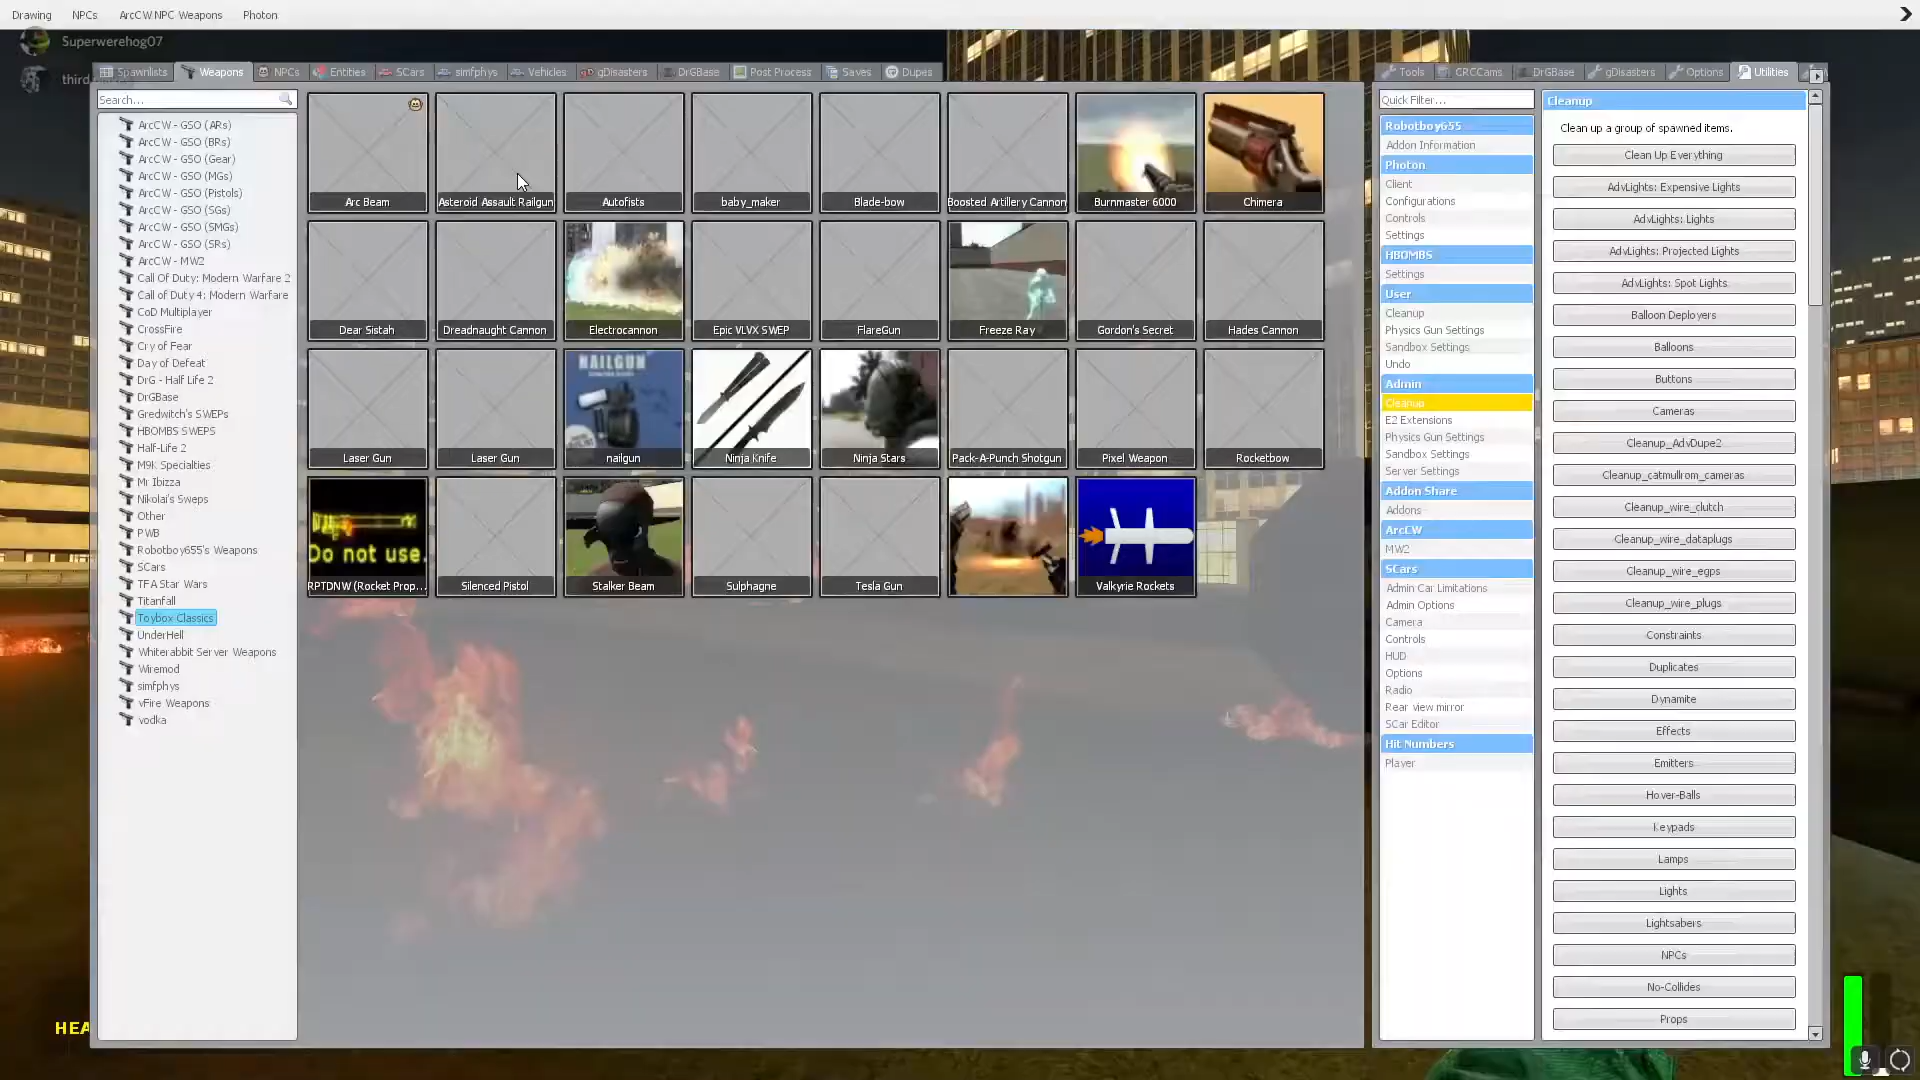 Drawing NPCs ArcCW NPC Weapons Photon
Superwerehog07
third
Spawnlists Weapons NPCs Entities SCars simfphys Vehicles gDisasters DrGBase Post Process Saves Dupes
Search...
ArcCW - GSO (ARs)
ArcCW - GSO (BRs)
ArcCW - GSO (Gear)
ArcCW - GSO (MGs)
ArcCW - GSO (Pistols)
ArcCW - GSO (SGs)
ArcCW - GSO (SMGs)
ArcCW - GSO (SRs)
ArcCW - MW2
Call Of Duty: Modern Warfare 2
Call of Duty 4: Modern Warfare
CoD Multiplayer
CrossFire
Cry of Fear
Day of Defeat
DrG - Half Life 2
DrGBase
Gredwitch's SWEPs
HBOMBS SWEPS
Half-Life 2
M9K Specialties
Mr Ibizza
Nikolai's Sweps
Other
PWB
Robotboy655's Weapons
SCars
TFA Star Wars
Titanfall
Toybox Classics
UnderHell
Whiterabbit Server Weapons
Wiremod
simfphys
vFire Weapons
vodka
Arc Beam
Asteroid Assault Railgun
Autofists
baby_maker
Blade-bow
Boosted Artillery Cannon
Burnmaster 6000
Chimera
Dear Sistah
Dreadnaught Cannon
Electrocannon
Epic VLVX SWEP
FlareGun
Freeze Ray
Gordon's Secret
Hades Cannon
Laser Gun
Laser Gun
NAILGUN
nailgun
Ninja Knife
Ninja Stars
Pack-A-Punch Shotgun
Pixel Weapon
Rocketbow
Do not use.
RPTDNW (Rocket Prop...
Silenced Pistol
Stalker Beam
Sulphagne
Tesla Gun
Valkyrie Rockets
HEA
Tools CRCCams DrGBase gDisasters Options Utilities
Quick Filter...
Robotboy655
Addon Information
Photon
Client
Configurations
Controls
Settings
HBOMBS
Settings
User
Cleanup
Physics Gun Settings
Sandbox Settings
Undo
Admin
Cleanup
E2 Extensions
Physics Gun Settings
Sandbox Settings
Server Settings
Addon Share
Addons
ArcCW
MW2
SCars
Admin Car Limitations
Admin Options
Camera
Controls
HUD
Options
Radio
Rear view mirror
SCar Editor
Hit Numbers
Player
Cleanup
Clean up a group of spawned items.
Clean Up Everything
AdvLights: Expensive Lights
AdvLights: Lights
AdvLights: Projected Lights
AdvLights: Spot Lights
Balloon Deployers
Balloons
Buttons
Cameras
Cleanup_AdvDupe2
Cleanup_catmullrom_cameras
Cleanup_wire_clutch
Cleanup_wire_dataplugs
Cleanup_wire_egps
Cleanup_wire_plugs
Constraints
Duplicates
Dynamite
Effects
Emitters
Hover-Balls
Keypads
Lamps
Lights
Lightsabers
NPCs
No-Collides
Props